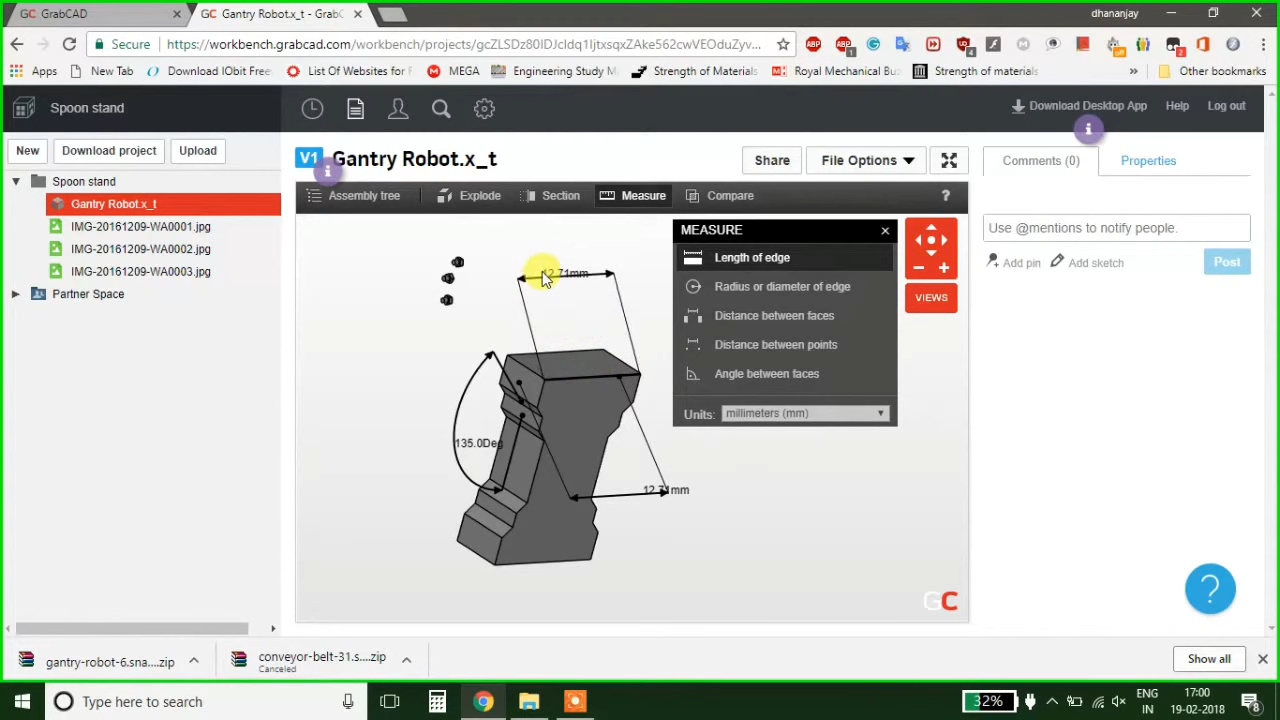 GC GrabCAD
GC Gantry Robot.x_t - GrabC
dhananjay
Secure
https://workbench.grabcad.com/workbench/projects/gcZLSDz80IDJcldq1IjtxsqxZAke562cwVEOduZyv...
Apps
New Tab
Download IObit Free
List Of Websites for
MEGA
Engineering Study M
Strength of Materials
Royal Mechanical Bu
Strength of materials
»
Other bookmarks
Spoon stand
Download Desktop App
Help
Log out
New
Download project
Upload
V1 Gantry Robot.x_t
Share
File Options
Comments (0)
Properties
Spoon stand
Gantry Robot.x_t
IMG-20161209-WA0001.jpg
IMG-20161209-WA0002.jpg
IMG-20161209-WA0003.jpg
Partner Space
Assembly tree
Explode
Section
Measure
Compare
?
MEASURE
Length of edge
Radius or diameter of edge
Distance between faces
Distance between points
Angle between faces
Units: millimeters (mm)
VIEWS
Use @mentions to notify people.
Add pin
Add sketch
Post
12.71mm
135.0Deg
12.71mm
GC
?
gantry-robot-6.sna....zip
conveyor-belt-31.s....zip
Canceled
Show all
Type here to search
32%
ENG
IN
17:00
19-02-2018
8